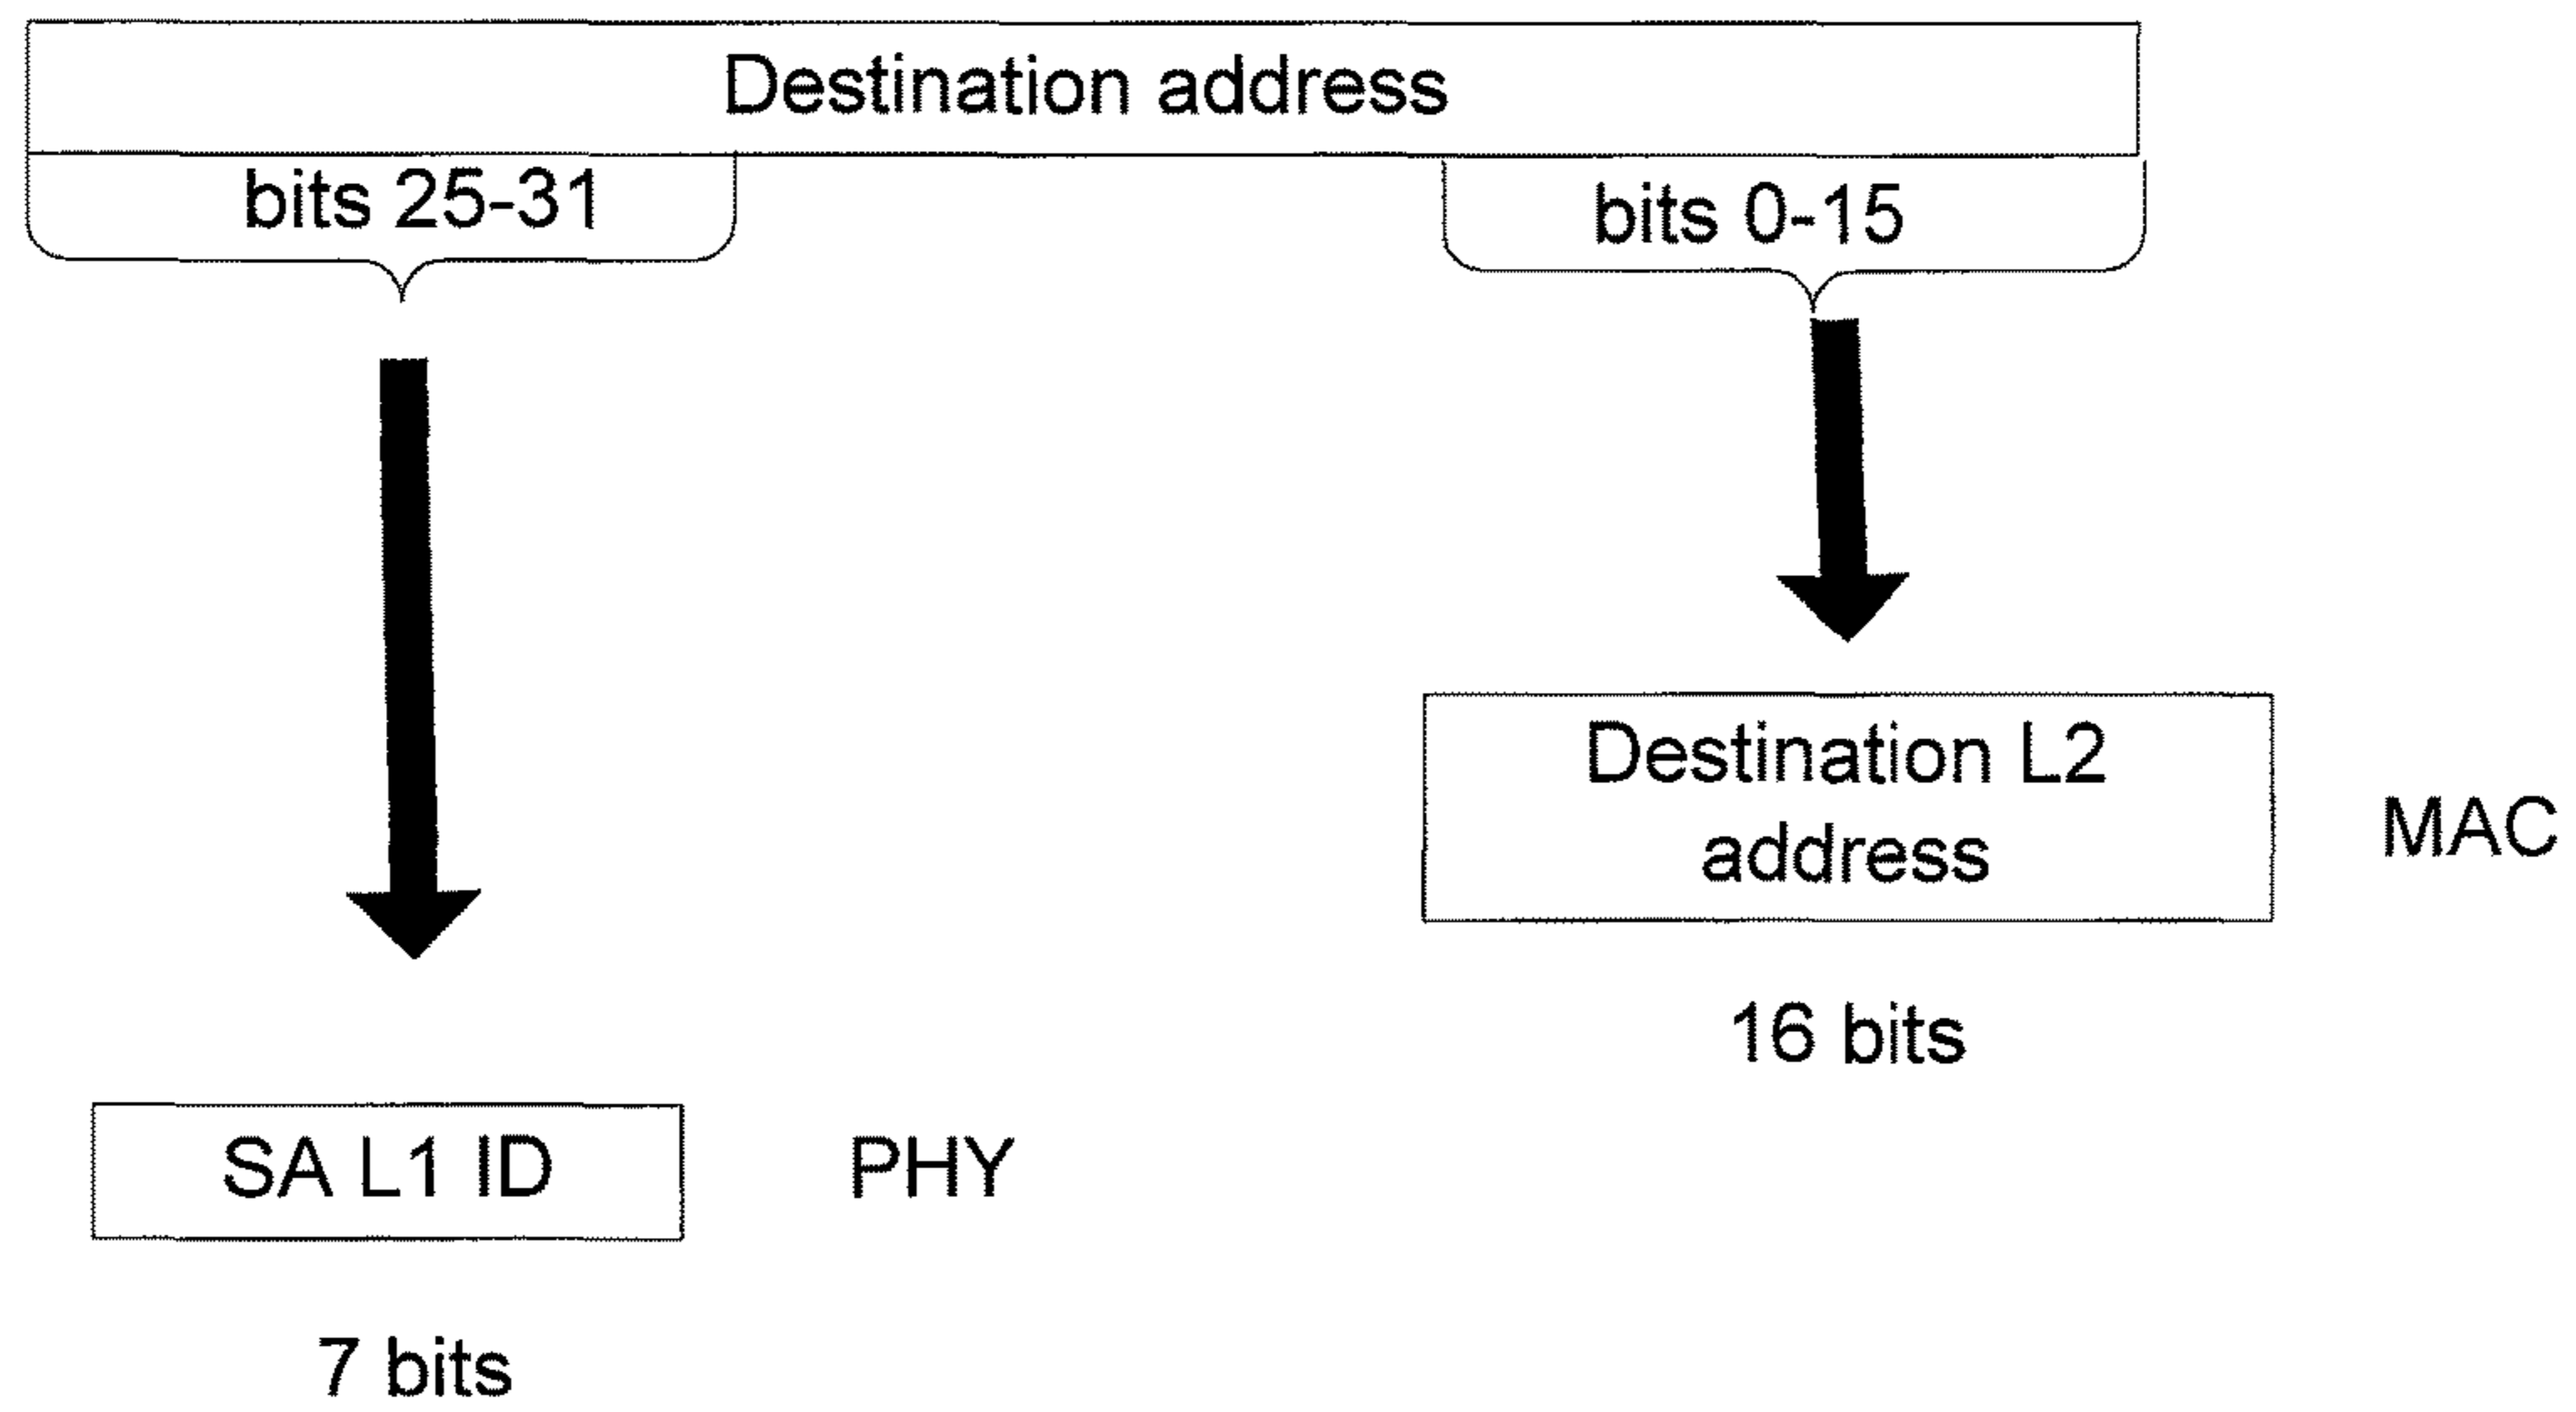 Destination address
bits 25-31
bits 0-15
Destination L2
address
MAC
16 bits
SA L1 ID
PHY
7 bits